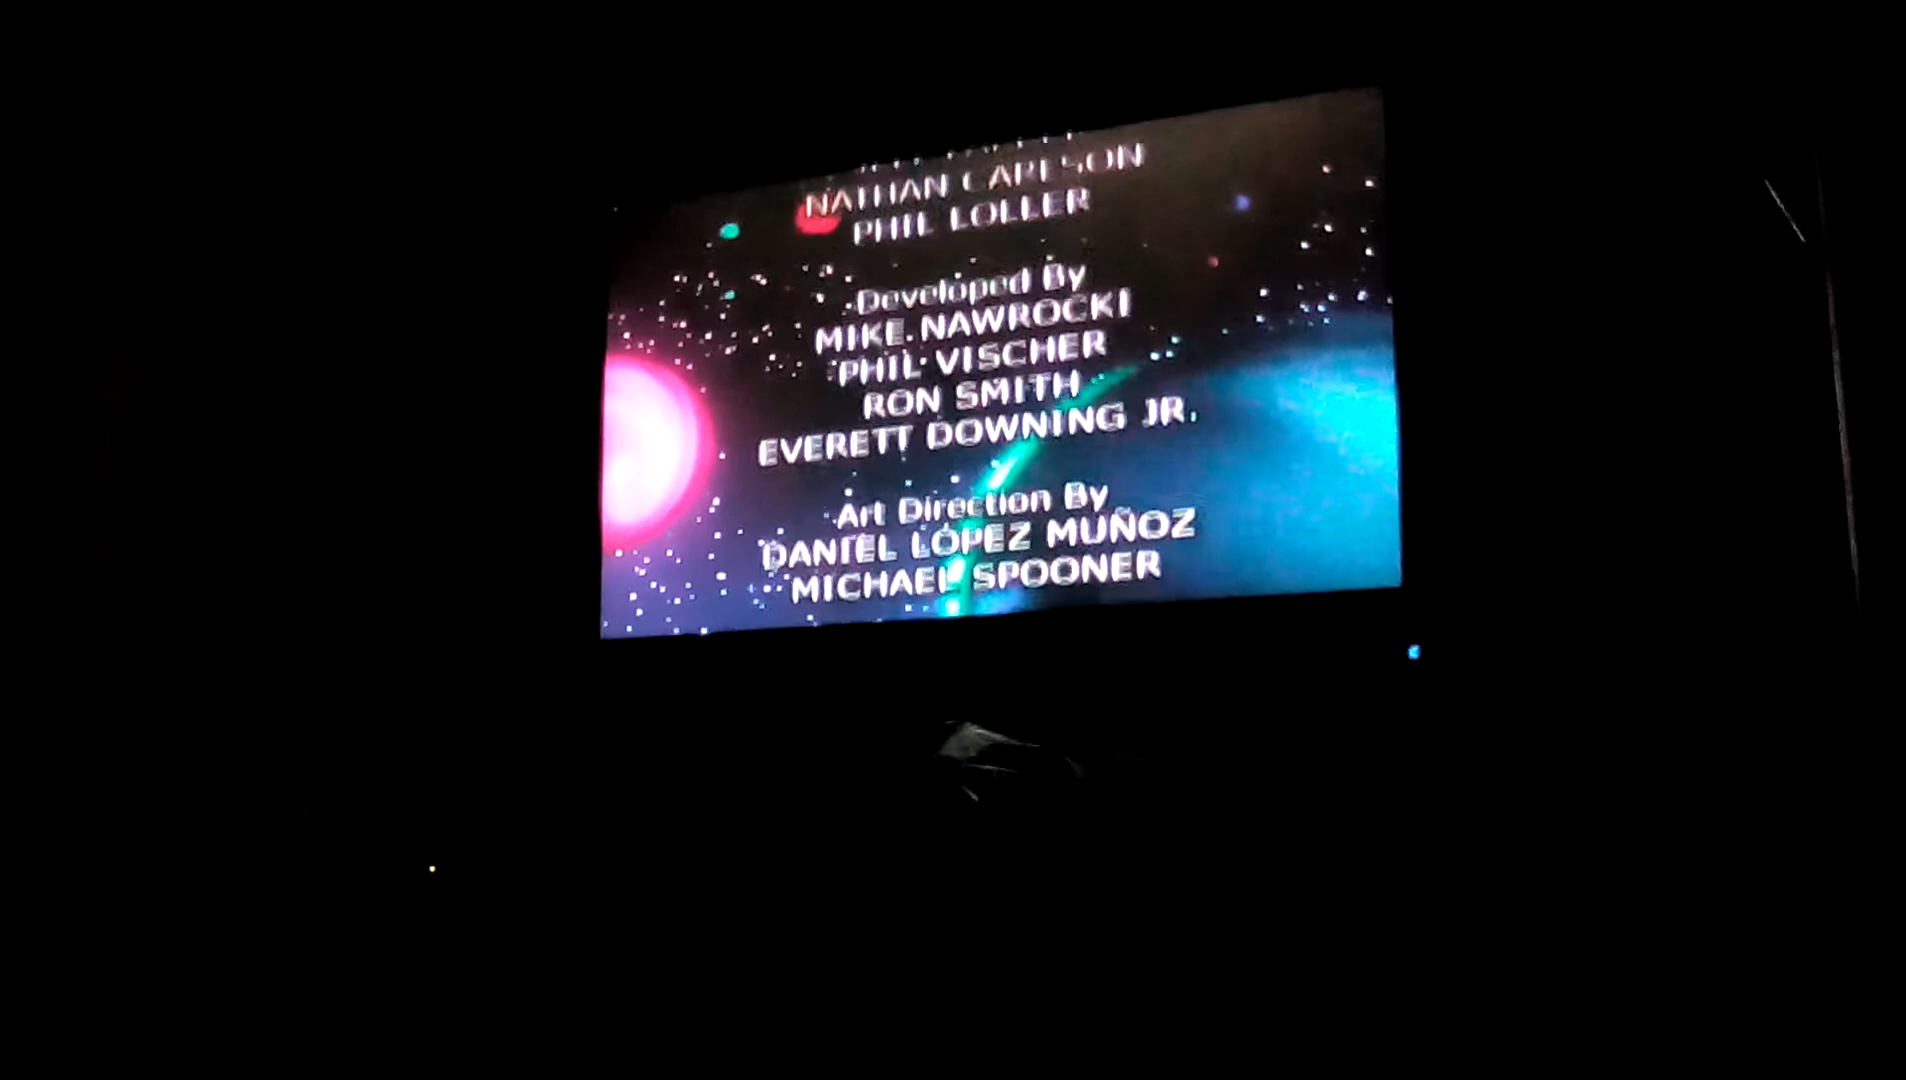 NATHAN CARLSON
PHIL LOLLER
Developed By
MIKE NAWROCKI
PHIL VISCHER
RON SMITH
EVERETT DOWNING JR.
Art Direction By
DANIEL LÓPEZ MUÑOZ
MICHAEL SPOONER